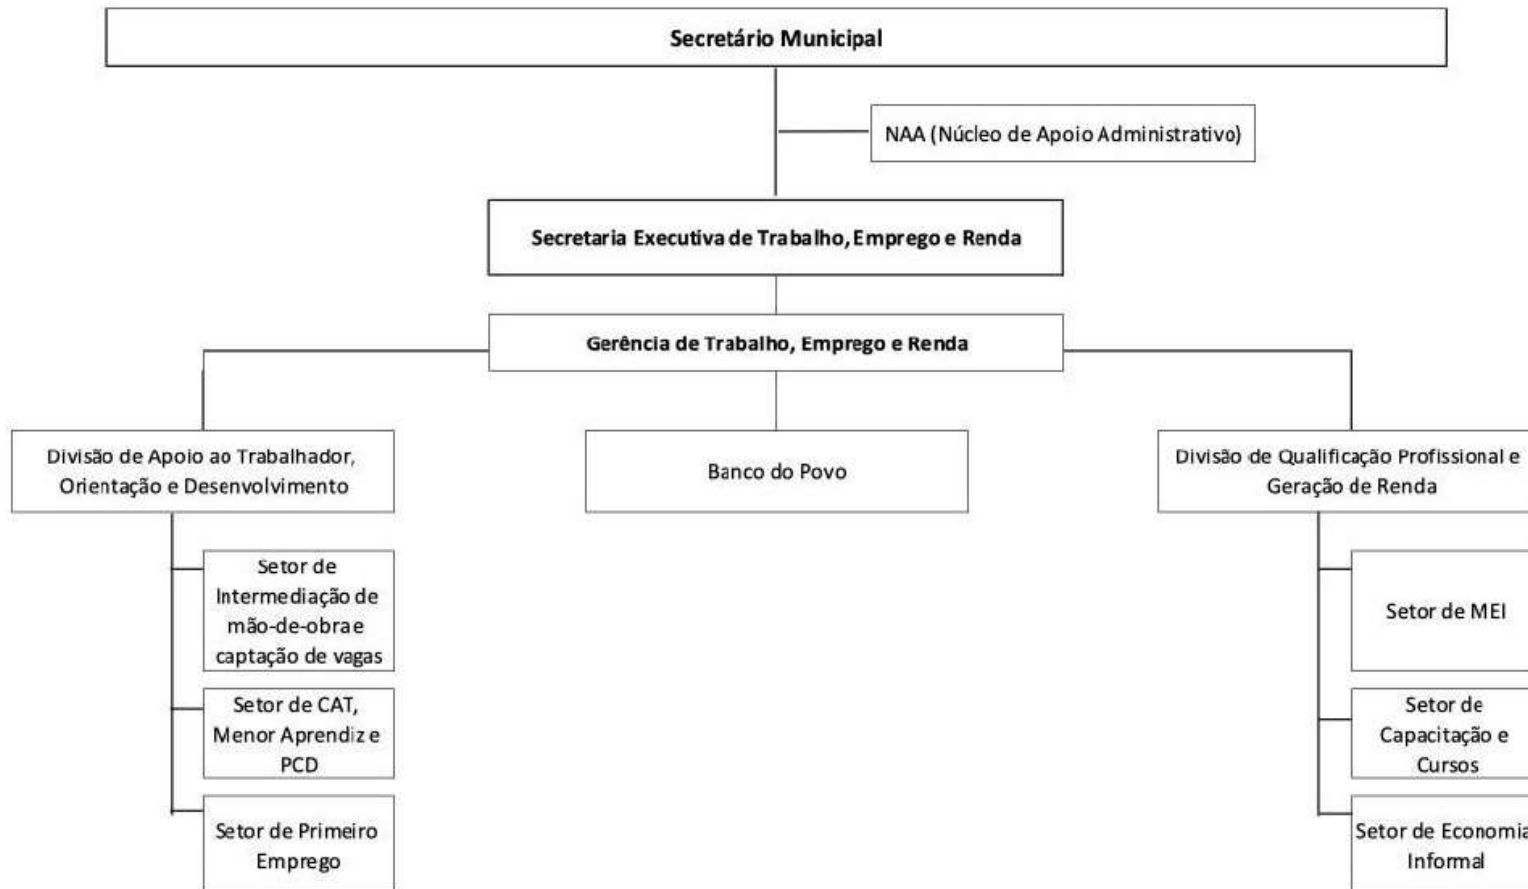 Secretário Municipal
NAA (Núcleo de Apoio Administrativo)
Secretaria Executiva de Trabalho, Emprego e Renda
Gerência de Trabalho, Emprego e Renda
Divisão de Apoio ao Trabalhador,
Orientação e Desenvolvimento
Banco do Povo
Divisão de Qualificação Profissional e
Geração de Renda
Setor de
Intermediação de
mão-de-obra e
captação de vagas
Setor de CAT,
Menor Aprendiz e
PCD
Setor de Primeiro
Emprego
Setor de MEI
Setor de
Capacitação e
Cursos
Setor de Economia
Informal